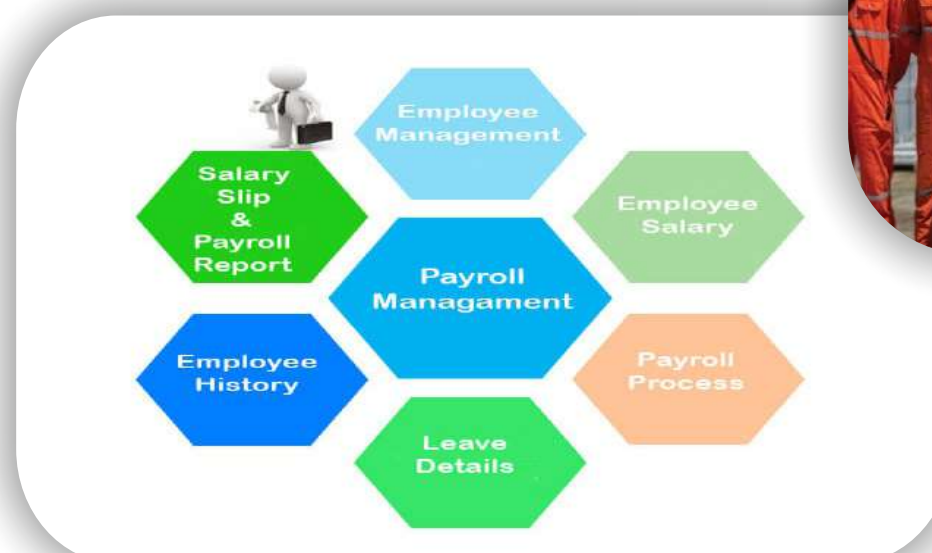 Employee
Management
Salary
Slip
&
Payroll
Report
Employee
Salary
Payroll
Managament
Employee
History
Payroll
Process
Leave
Details